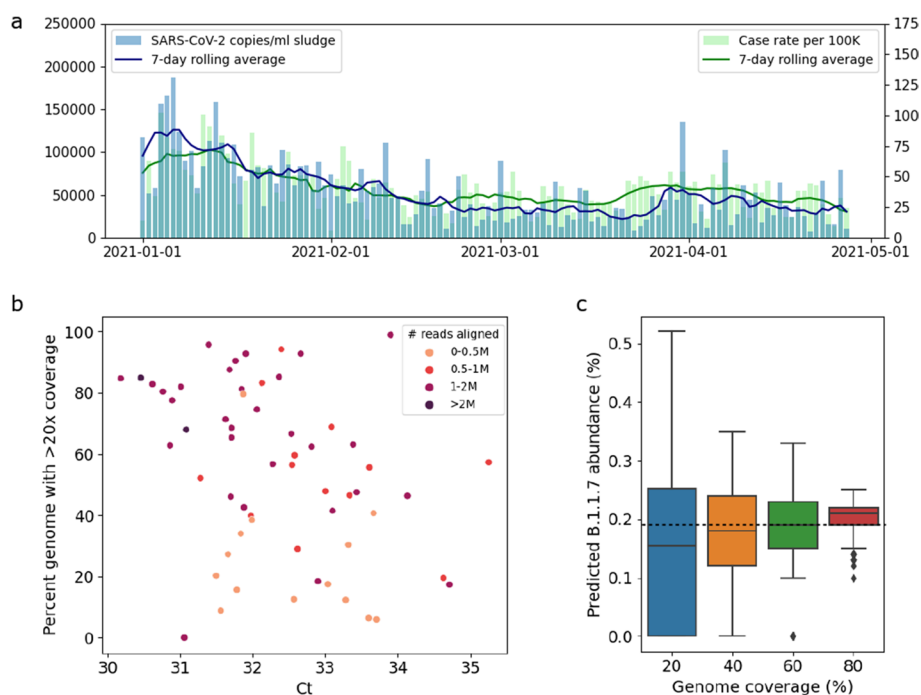 a
250000
200000
150000
100000
50000
0
SARS-CoV-2 copies/ml sludge
7-day rolling average
Case rate per 100K
7-day rolling average
175
150
125
100
75
50
25
0
2021-01-01
2021-02-01
2021-03-01
2021-04-01
2021-05-01
b
Percent genome with >20x coverage
100
80
60
40
20
0
# reads aligned
0-0.5M
0.5-1M
1-2M
>2M
30
31
32
33
34
35
Ct
c
Predicted B.1.1.7 abundance (%)
0.5
0.4
0.3
0.2
0.1
0.0
20
40
60
80
Genome coverage (%)